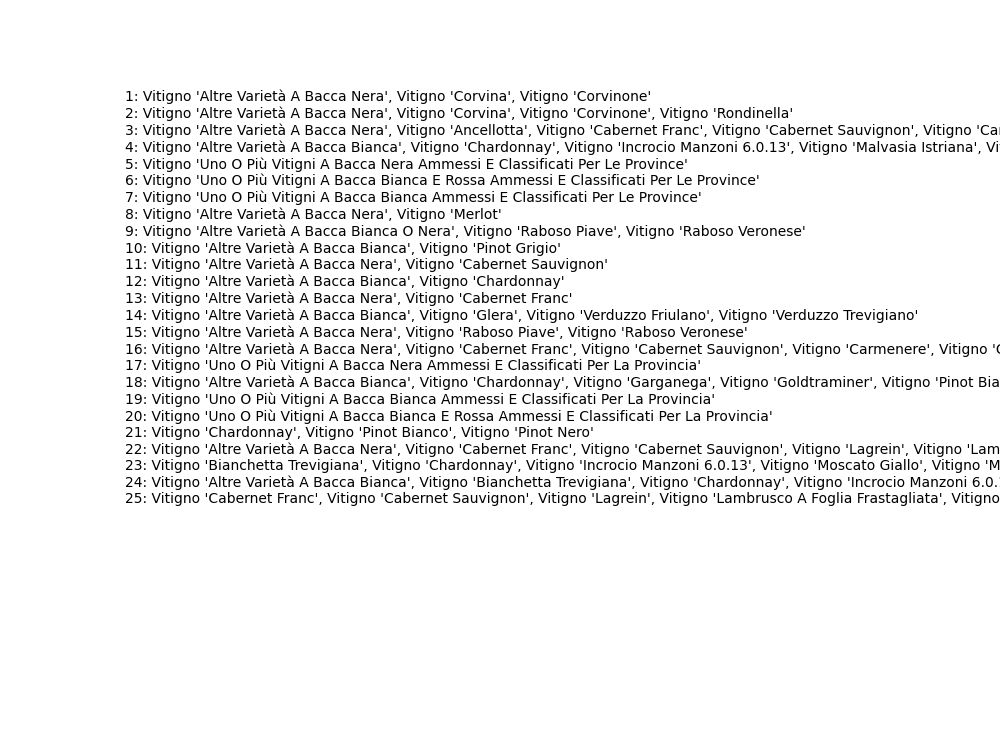 1: Vitigno 'Altre Varietà A Bacca Nera', Vitigno 'Corvina', Vitigno 'Corvinone'
2: Vitigno 'Altre Varietà A Bacca Nera', Vitigno 'Corvina', Vitigno 'Corvinone', Vitigno 'Rondinella'
3: Vitigno 'Altre Varietà A Bacca Nera', Vitigno 'Ancellotta', Vitigno 'Cabernet Franc', Vitigno 'Cabernet Sauvignon', Vitigno
4: Vitigno 'Altre Varietà A Bacca Bianca', Vitigno 'Chardonnay', Vitigno 'Incrocio Manzoni 6.0.13', Vitigno 'Malvasia Istriana',
5: Vitigno 'Uno O Più Vitigni A Bacca Nera Ammessi E Classificati Per Le Province'
6: Vitigno 'Uno O Più Vitigni A Bacca Bianca E Rossa Ammessi E Classificati Per Le Province'
7: Vitigno 'Uno O Più Vitigni A Bacca Bianca Ammessi E Classificati Per Le Province'
8: Vitigno 'Altre Varietà A Bacca Nera', Vitigno 'Merlot'
9: Vitigno 'Altre Varietà A Bacca Bianca O Nera', Vitigno 'Raboso Piave', Vitigno 'Raboso Veronese'
10: Vitigno 'Altre Varietà A Bacca Bianca', Vitigno 'Pinot Grigio'
11: Vitigno 'Altre Varietà A Bacca Nera', Vitigno 'Cabernet Sauvignon'
12: Vitigno 'Altre Varietà A Bacca Bianca', Vitigno 'Chardonnay'
13: Vitigno 'Altre Varietà A Bacca Nera', Vitigno 'Cabernet Franc'
14: Vitigno 'Altre Varietà A Bacca Bianca', Vitigno 'Glera', Vitigno 'Verduzzo Friulano', Vitigno 'Verduzzo Trevigiano'
15: Vitigno 'Altre Varietà A Bacca Nera', Vitigno 'Raboso Piave', Vitigno 'Raboso Veronese'
16: Vitigno 'Altre Varietà A Bacca Nera', Vitigno 'Cabernet Franc', Vitigno 'Cabernet Sauvignon', Vitigno 'Carmenere', Vitigno
17: Vitigno 'Uno O Più Vitigni A Bacca Nera Ammessi E Classificati Per La Provincia'
18: Vitigno 'Altre Varietà A Bacca Bianca', Vitigno 'Chardonnay', Vitigno 'Garganega', Vitigno 'Goldtraminer', Vitigno 'Pinot
19: Vitigno 'Uno O Più Vitigni A Bacca Bianca Ammessi E Classificati Per La Provincia'
20: Vitigno 'Uno O Più Vitigni A Bacca Bianca E Rossa Ammessi E Classificati Per La Provincia'
21: Vitigno 'Chardonnay', Vitigno 'Pinot Bianco', Vitigno 'Pinot Nero'
22: Vitigno 'Altre Varietà A Bacca Nera', Vitigno 'Cabernet Franc', Vitigno 'Cabernet Sauvignon', Vitigno 'Lagrein', Vitigno
23: Vitigno 'Bianchetta Trevigiana', Vitigno 'Chardonnay', Vitigno 'Incrocio Manzoni 6.0.13', Vitigno 'Moscato Giallo', Vitigno
24: Vitigno 'Altre Varietà A Bacca Bianca', Vitigno 'Bianchetta Trevigiana', Vitigno 'Chardonnay', Vitigno 'Incrocio Manzoni
25: Vitigno 'Cabernet Franc', Vitigno 'Cabernet Sauvignon', Vitigno 'Lagrein', Vitigno 'Lambrusco A Foglia Frastagliata', Vitigno